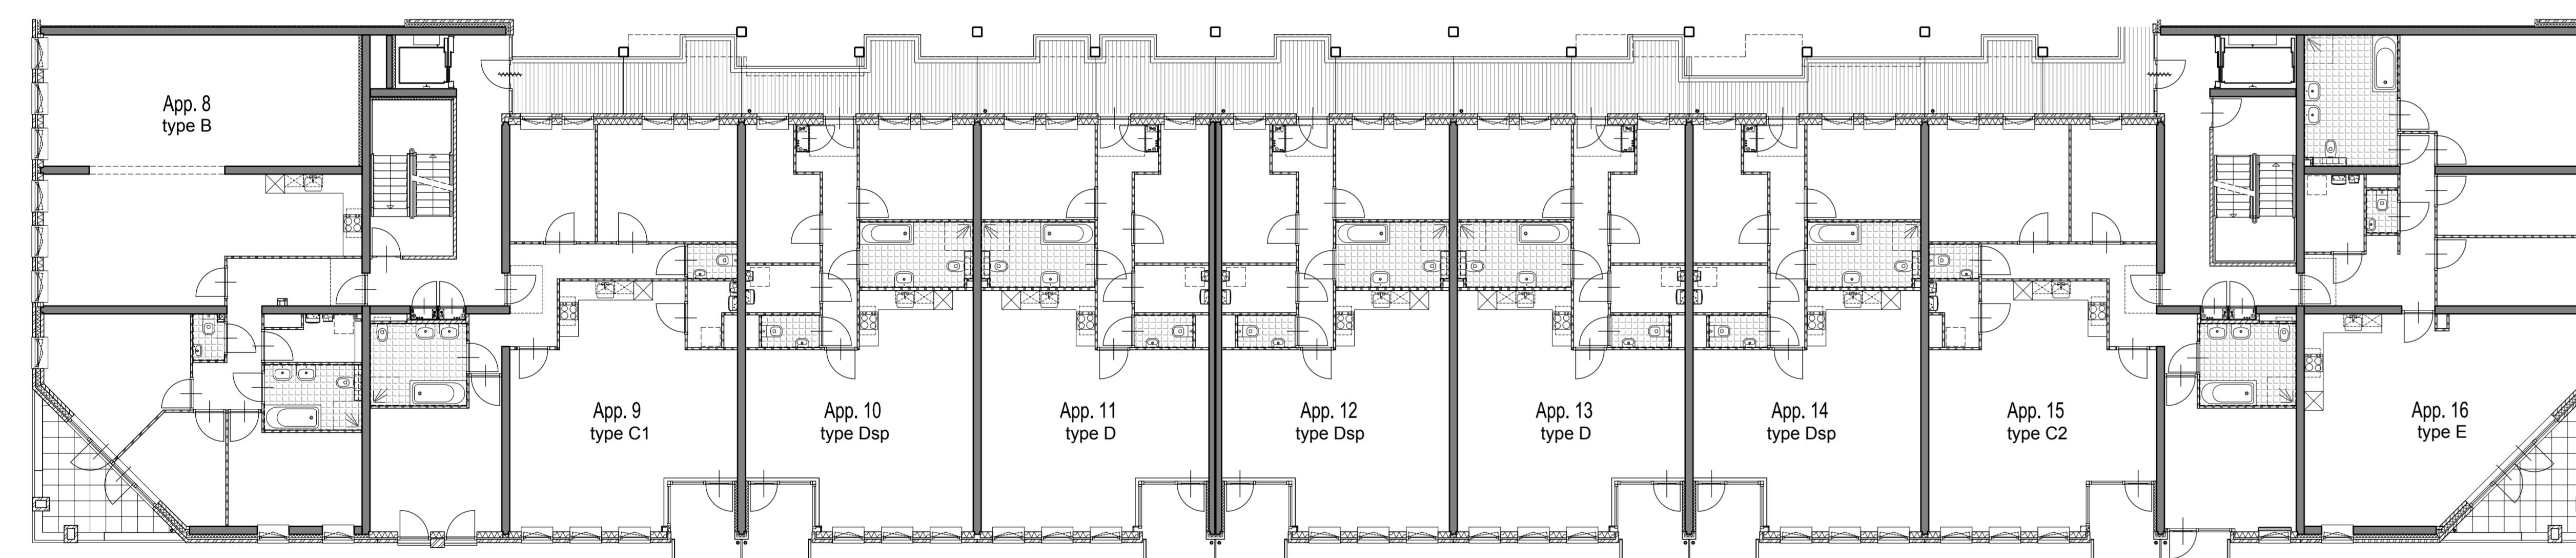 App. 8
type B
App. 9
type C1
App. 10
type Dsp
App. 11
type D
App. 12
type Dsp
App. 13
type D
App. 14
type Dsp
App. 15
type C2
App. 16
type E